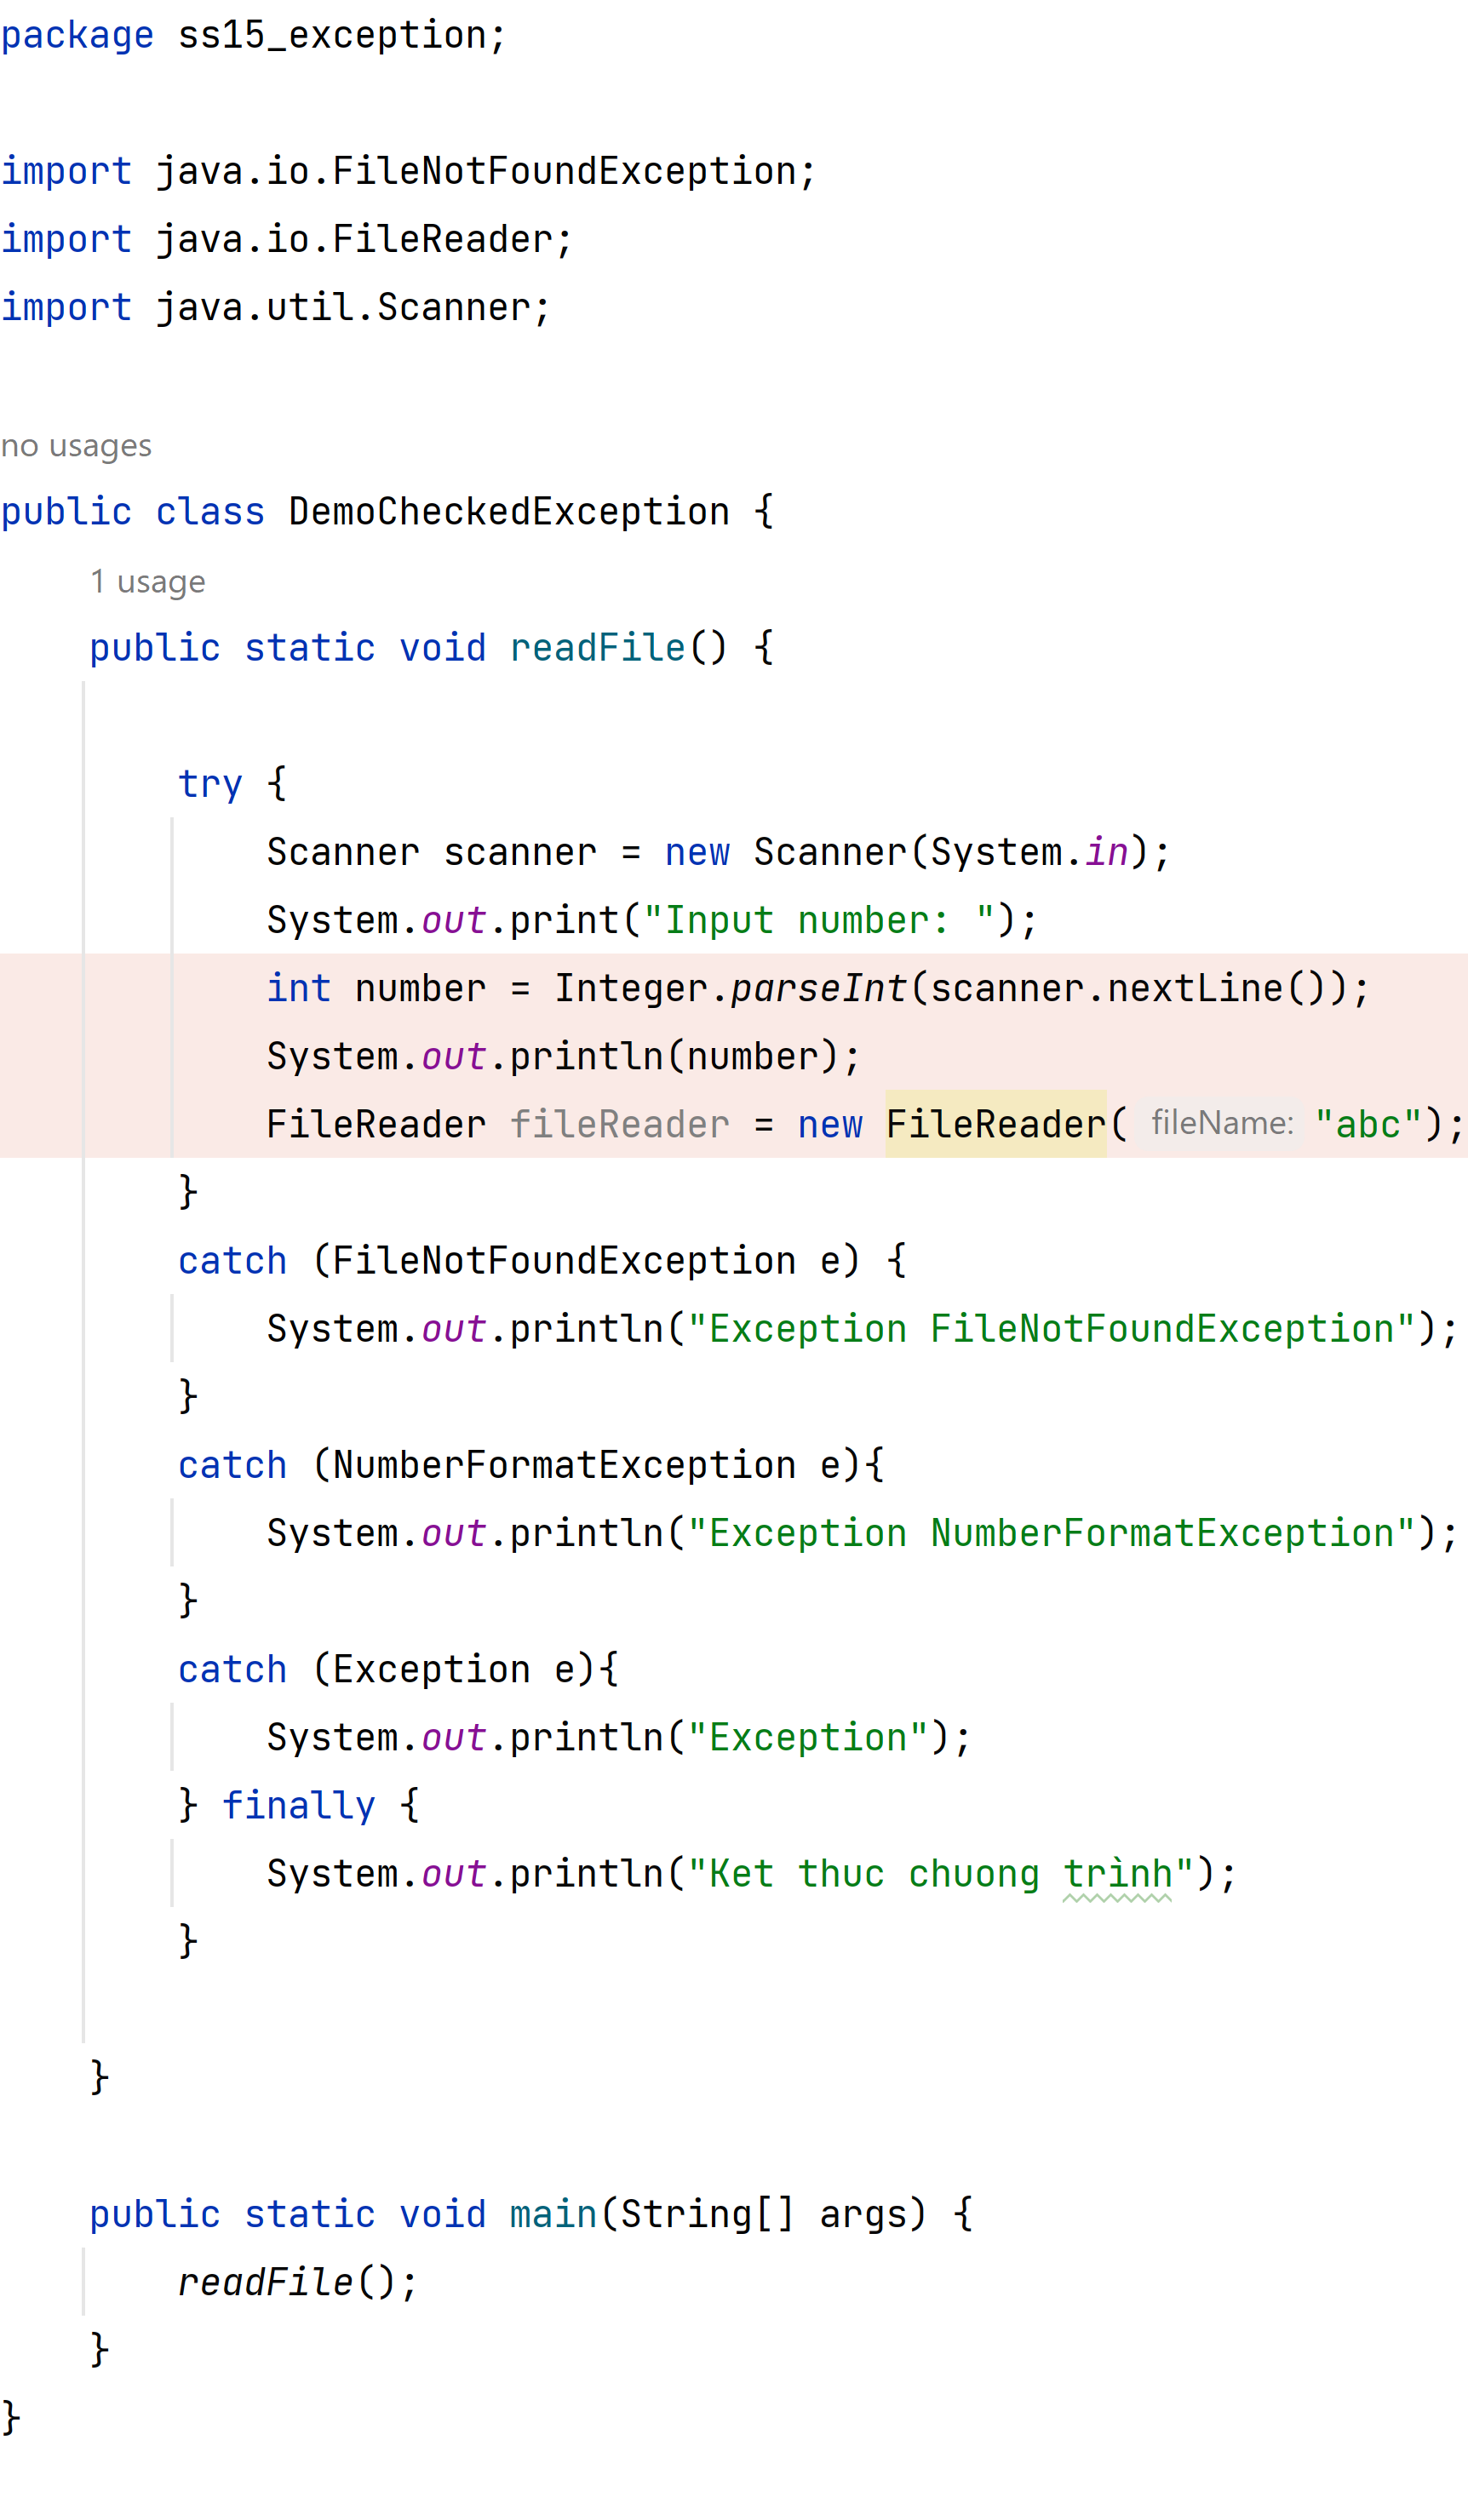 package ss15_exception;
import java.io.FileNotFoundException;
import java.io.FileReader;
import java.util.Scanner;
no usages
public class DemoCheckedException {
1 usage
public static void readFile() {
try {
Scanner scanner = new Scanner(System.in);
System.out.print("Input number: ");
int number = Integer.parseInt(scanner.nextLine());
System.out.println(number);
FileReader fileReader = new FileReader( fileName: "abc");
}
catch (FileNotFoundException e) {
System.out.println("Exception FileNotFoundException");
}
catch (NumberFormatException e){
System.out.println("Exception NumberFormatException");
}
catch (Exception e){
System.out.println("Exception");
} finally {
System.out.println("Ket thuc chuong trình");
}
}
public static void main(String[] args) {
readFile();
}
}